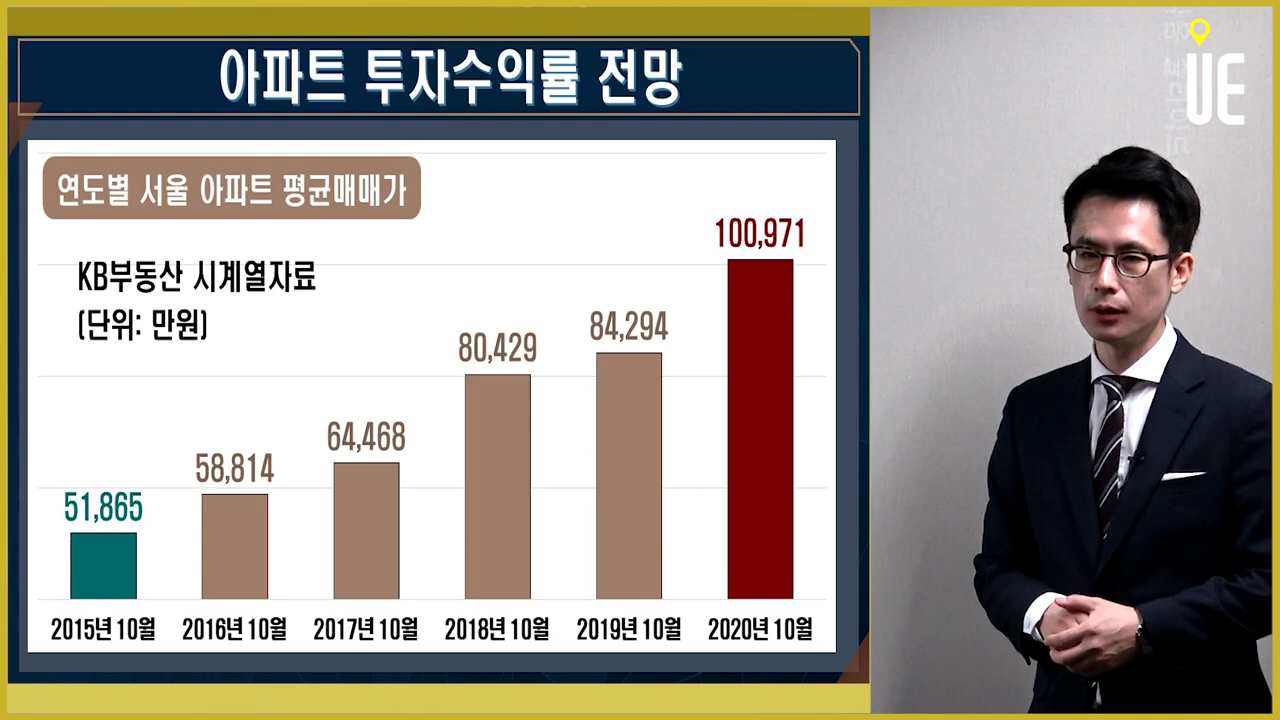 아파트 투자수익률 전망
연도별 서울 아파트 평균매매가
KB부동산 시계열자료
(단위: 만원)
51,865
58,814
64,468
80,429
84,294
100,971
2015년 10월
2016년 10월
2017년 10월
2018년 10월
2019년 10월
2020년 10월
UE